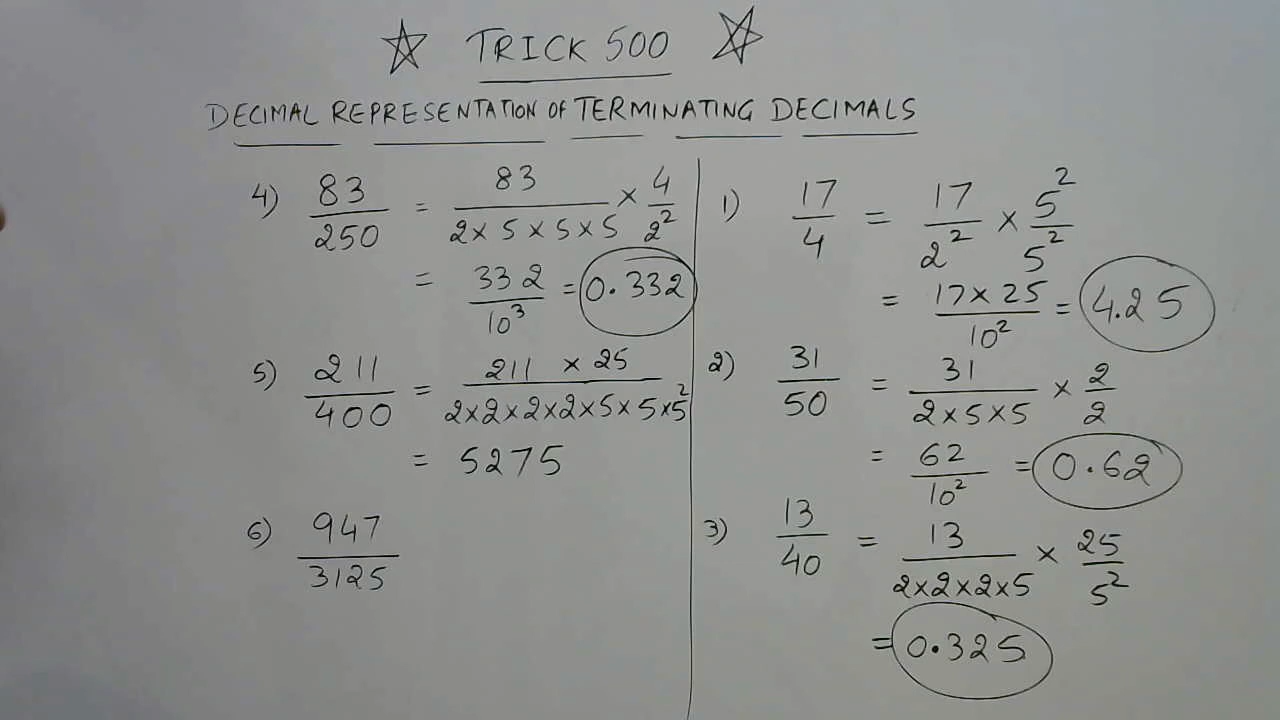 TRICK 500
DECIMAL REPRESENTATION OF TERMINATING DECIMALS
4) 83/250 = 83/(2 × 5 × 5 × 5) × 4/2²
= 332/10³ = 0.332
5) 211/400 = (211 × 25)/(2×2×2×2×5×5×5²)
= 5275
6) 947/3125
1) 17/4 = 17/2² × 5²/5²
= (17 × 25)/10² = 4.25
2) 31/50 = 31/(2×5×5) × 2/2
= 62/10² = 0.62
3) 13/40 = 13/(2×2×2×5) × 25/5²
= 0.325